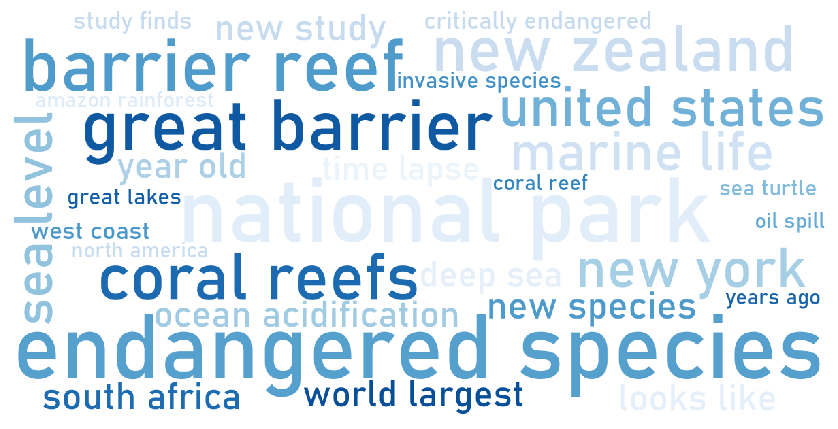 study finds
new study
critically endangered
barrier reef
new zealand
invasive species
amazon rainforest
great barrier
united states
sea level
year old
time lapse
marine life
great lakes
national park
coral reef
sea turtle
west coast
oil spill
north america
coral reefs
deep sea
new york
ocean acidification
new species
years ago
endangered species
south africa
world largest
looks like